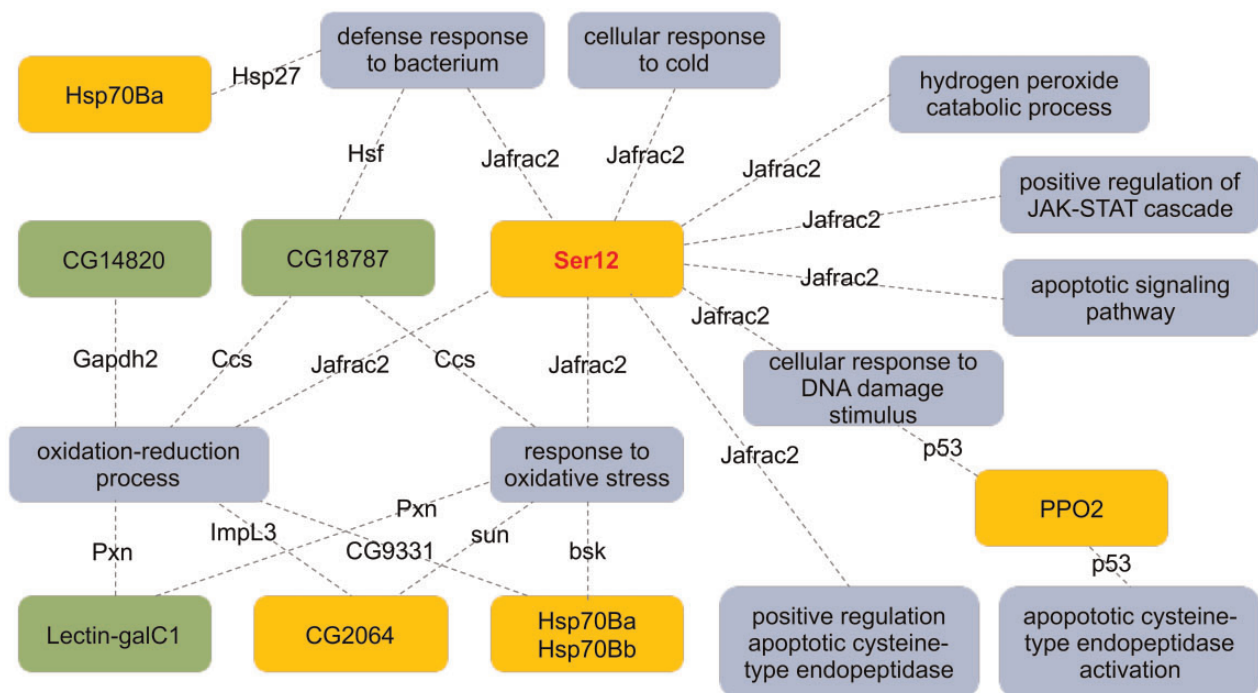 defense response
to bacterium
cellular response
to cold
Hsp70Ba
Hsp27
hydrogen peroxide
catabolic process
Hsf
Jafrac2
Jafrac2
Jafrac2
positive regulation of
JAK-STAT cascade
Jafrac2
CG14820
CG18787
Ser12
Jafrac2
apoptotic signaling
pathway
Jafrac2
Gapdh2
Ccs
Jafrac2
Ccs
Jafrac2
cellular response to
DNA damage
stimulus
oxidation-reduction
process
response to
oxidative stress
Jafrac2
p53
Pxn
ImpL3
Pxn
CG9331
sun
bsk
PPO2
p53
Lectin-galC1
CG2064
Hsp70Ba
Hsp70Bb
positive regulation
apoptotic cysteine-
type endopeptidase
apopototic cysteine-
type endopeptidase
activation